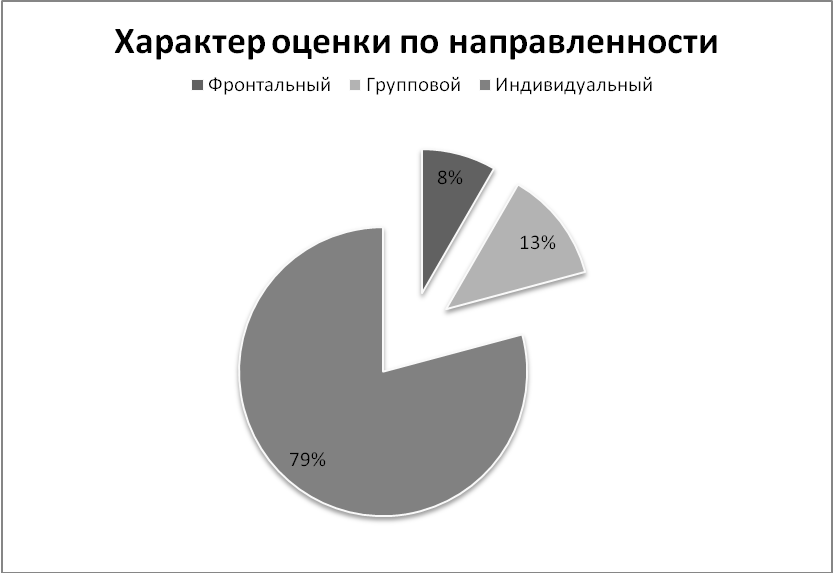 Характер оценки по направленности
Фронтальный Групповой Индивидуальный
8%
13%
79%